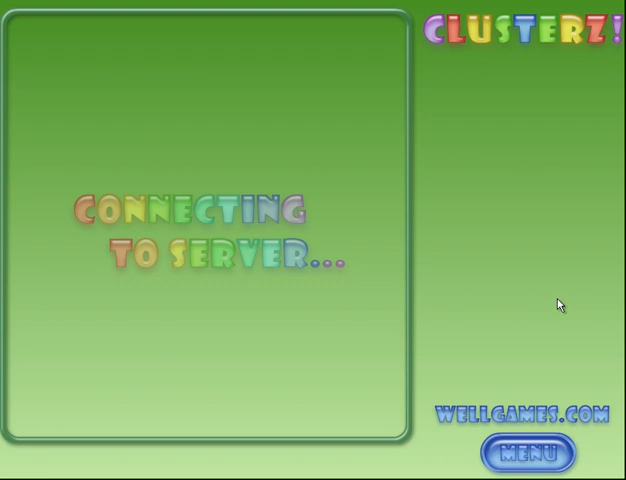 CLUSTERZ!
CONNECTING
TO SERVER...
WELLGAMES.COM
MENU